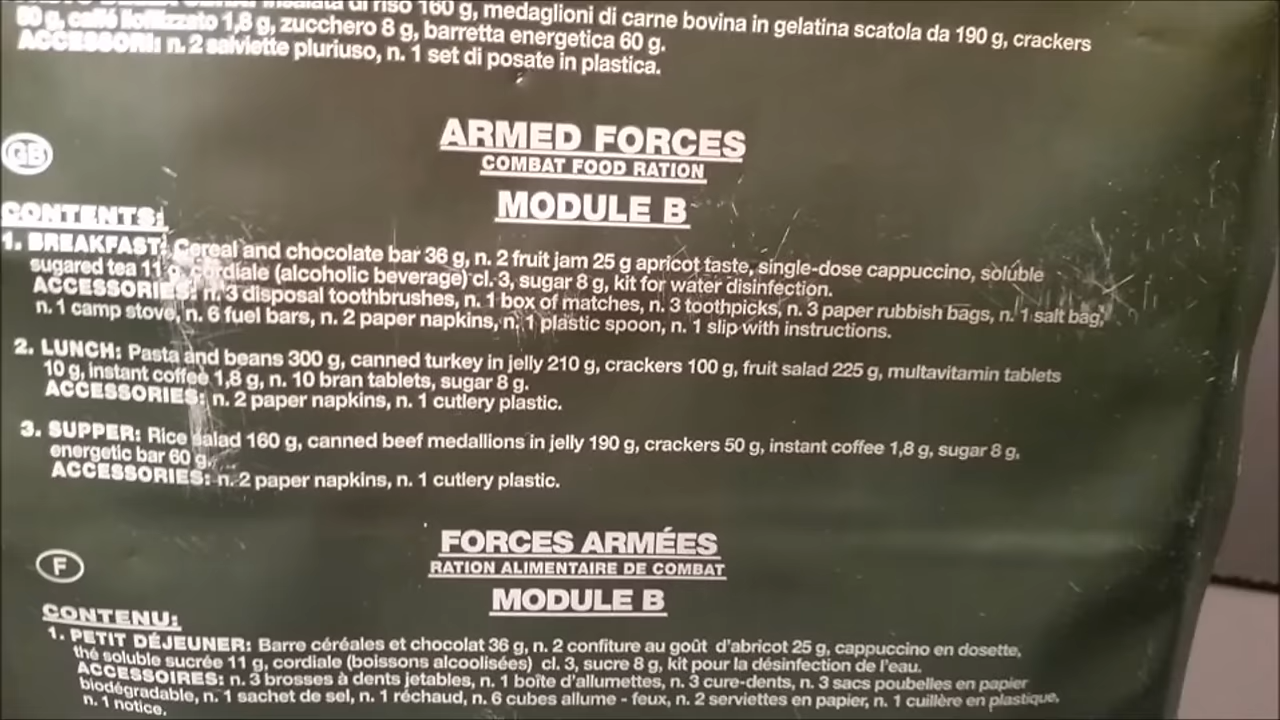 insalata di riso 160 g, medaglioni di carne bovina in gelatina scatola da 190 g, crackers
50 g, caffé liofilizzato 1,8 g, zucchero 8 g, barretta energetica 60 g.
ACCESSORI: n. 2 salviette pluriuso, n. 1 set di posate in plastica.
GB
ARMED FORCES
COMBAT FOOD RATION
MODULE B
CONTENTS:
1. BREAKFAST: Cereal and chocolate bar 36 g, n. 2 fruit jam 25 g apricot taste, single-dose cappuccino, soluble
sugared tea 11 g, cordiale (alcoholic beverage) cl. 3, sugar 8 g, kit for water disinfection.
ACCESSORIES: n. 3 disposal toothbrushes, n. 1 box of matches, n. 3 toothpicks, n. 3 paper rubbish bags, n. 1 salt bag,
n. 1 camp stove, n. 6 fuel bars, n. 2 paper napkins, n. 1 plastic spoon, n. 1 slip with instructions.
2. LUNCH: Pasta and beans 300 g, canned turkey in jelly 210 g, crackers 100 g, fruit salad 225 g, multavitamin tablets
10 g, instant coffee 1,8 g, n. 10 bran tablets, sugar 8 g.
ACCESSORIES: n. 2 paper napkins, n. 1 cutlery plastic.
3. SUPPER: Rice salad 160 g, canned beef medallions in jelly 190 g, crackers 50 g, instant coffee 1,8 g, sugar 8 g,
energetic bar 60 g.
ACCESSORIES: n. 2 paper napkins, n. 1 cutlery plastic.
F
FORCES ARMÉES
RATION ALIMENTAIRE DE COMBAT
MODULE B
CONTENU:
1. PETIT DÉJEUNER: Barre céréales et chocolat 36 g, n. 2 confiture au goût d'abricot 25 g, cappuccino en dosette,
thé soluble sucrée 11 g, cordiale (boissons alcoolisées) cl. 3, sucre 8 g, kit pour la désinfection de l'eau.
ACCESSOIRES: n. 3 brosses à dents jetables, n. 1 boîte d'allumettes, n. 3 cure-dents, n. 3 sacs poubelles en papier
biodégradable, n. 1 sachet de sel, n. 1 réchaud, n. 6 cubes allume - feux, n. 2 serviettes en papier, n. 1 cuillère en plastique,
n. 1 notice.